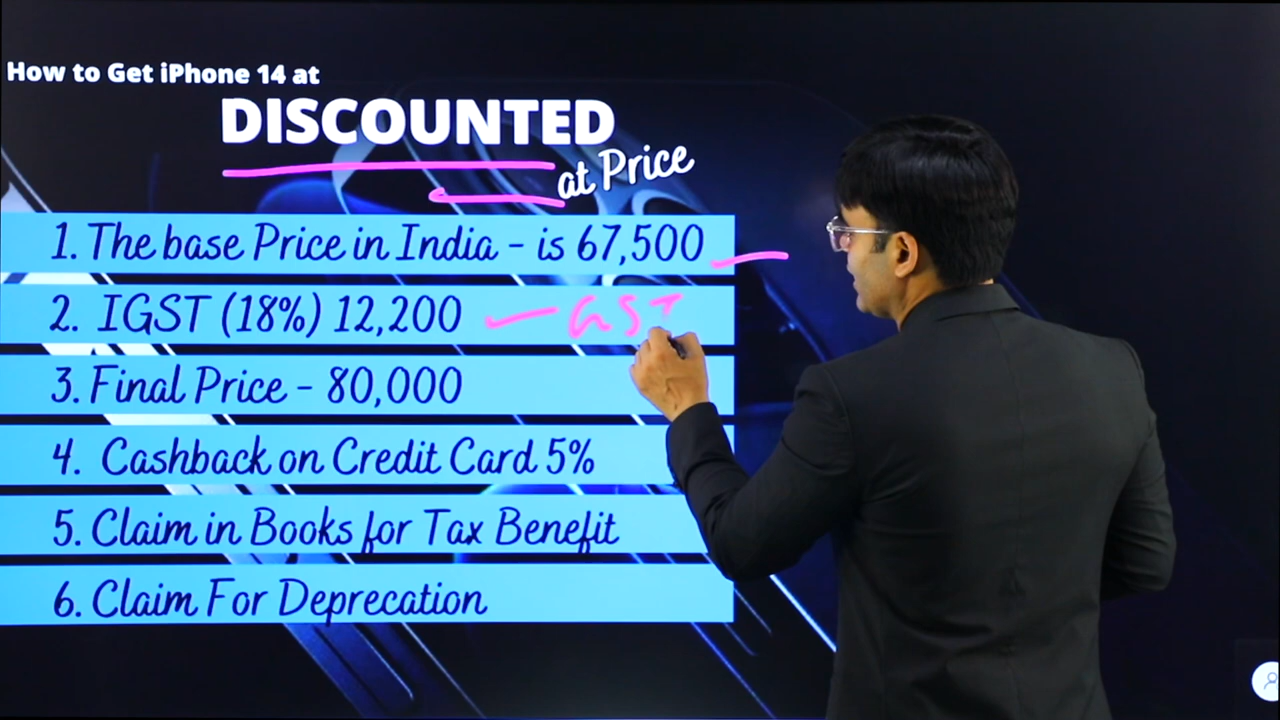 How to Get iPhone 14 at
DISCOUNTED
at Price
1. The base Price in India - is 67,500
2. IGST (18%) 12,200 GST
3. Final Price - 80,000
4. Cashback on Credit Card 5%
5. Claim in Books for Tax Benefit
6. Claim For Deprecation